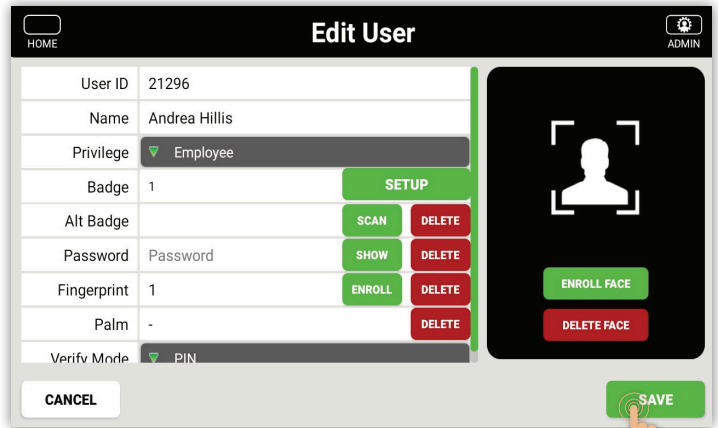 HOME
Edit User
ADMIN
User ID 21296
Name Andrea Hillis
Privilege Employee
Badge 1 SETUP
Alt Badge SCAN DELETE
Password Password SHOW DELETE
Fingerprint 1 ENROLL DELETE
Palm - DELETE
Verify Mode PIN
ENROLL FACE
DELETE FACE
CANCEL
SAVE